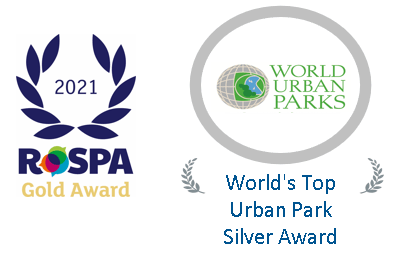 2021
RoSPA
Gold Award
WORLD
URBAN
PARKS
World's Top
Urban Park
Silver Award